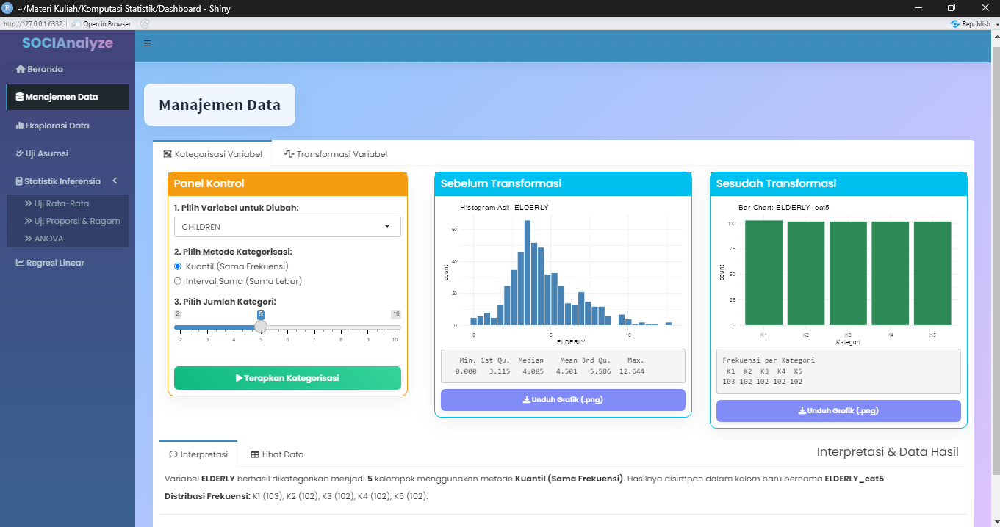 ~/Materi Kuliah/Komputasi Statistik/Dashboard - Shiny
http://127.0.0.1:6332 Open in Browser Republish
SOCIAnalyze
Beranda
Manajemen Data
Eksplorasi Data
Uji Asumsi
Statistik Inferensia
Uji Rata-Rata
Uji Proporsi & Ragam
ANOVA
Regresi Linear
Manajemen Data
Kategorisasi Variabel Transformasi Variabel
Panel Kontrol
1. Pilih Variabel untuk Diubah:
CHILDREN
2. Pilih Metode Kategorisasi:
Kuantil (Sama Frekuensi)
Interval Sama (Sama Lebar)
3. Pilih Jumlah Kategori:
2 5 10
2 3 4 5 6 7 8 9 10
Terapkan Kategorisasi
Sebelum Transformasi
Histogram Asli: ELDERLY
60
40
20
0
count
0 5 10
ELDERLY
Min. 1st Qu. Median Mean 3rd Qu. Max.
0.000 3.115 4.085 4.501 5.586 12.644
Unduh Grafik (.png)
Sesudah Transformasi
Bar Chart: ELDERLY_cat5
100
75
50
25
0
count
K1 K2 K3 K4 K5
Kategori
Frekuensi per Kategori
K1 K2 K3 K4 K5
103 102 102 102 102
Unduh Grafik (.png)
Interpretasi Lihat Data Interpretasi & Data Hasil
Variabel ELDERLY berhasil dikategorikan menjadi 5 kelompok menggunakan metode Kuantil (Sama Frekuensi). Hasilnya disimpan dalam kolom baru bernama ELDERLY_cat5.
Distribusi Frekuensi: K1 (103), K2 (102), K3 (102), K4 (102), K5 (102).